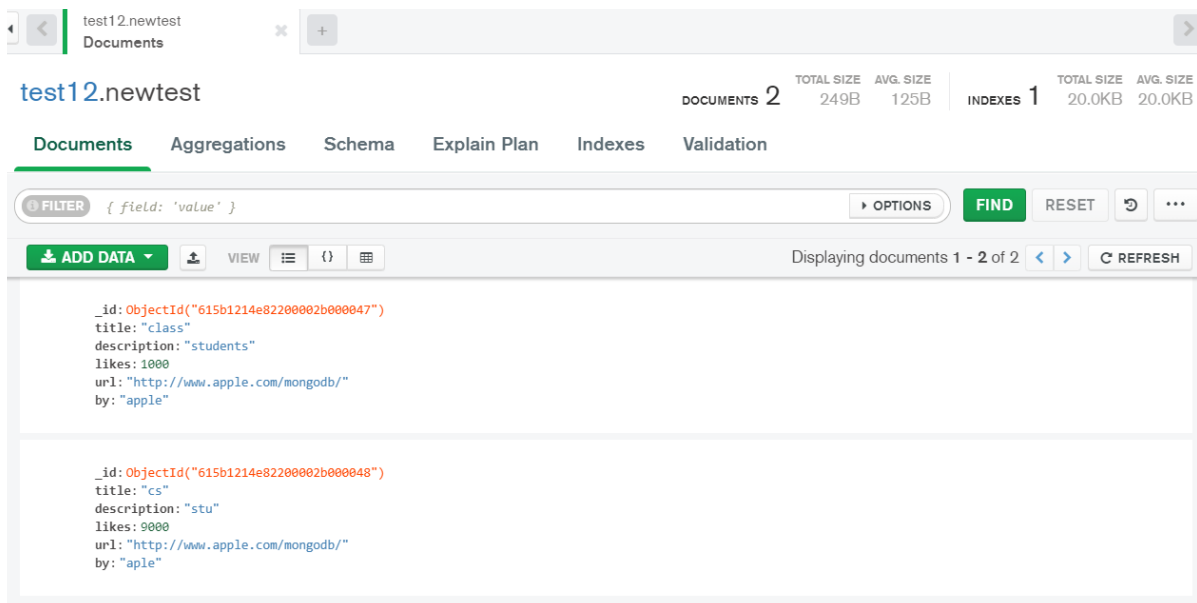 test12.newtest
Documents
test12.newtest
DOCUMENTS 2
TOTAL SIZE AVG. SIZE
249B 125B
INDEXES 1
TOTAL SIZE AVG. SIZE
20.0KB 20.0KB
Documents Aggregations Schema Explain Plan Indexes Validation
FILTER { field: 'value' } OPTIONS FIND RESET ...
ADD DATA VIEW {} Displaying documents 1 - 2 of 2 < > REFRESH
_id: ObjectId("615b1214e82200002b000047")
title: "class"
description: "students"
likes: 1000
url: "http://www.apple.com/mongodb/"
by: "aple"
_id: ObjectId("615b1214e82200002b000048")
title: "cs"
description: "stu"
likes: 9000
url: "http://www.apple.com/mongodb/"
by: "aple"